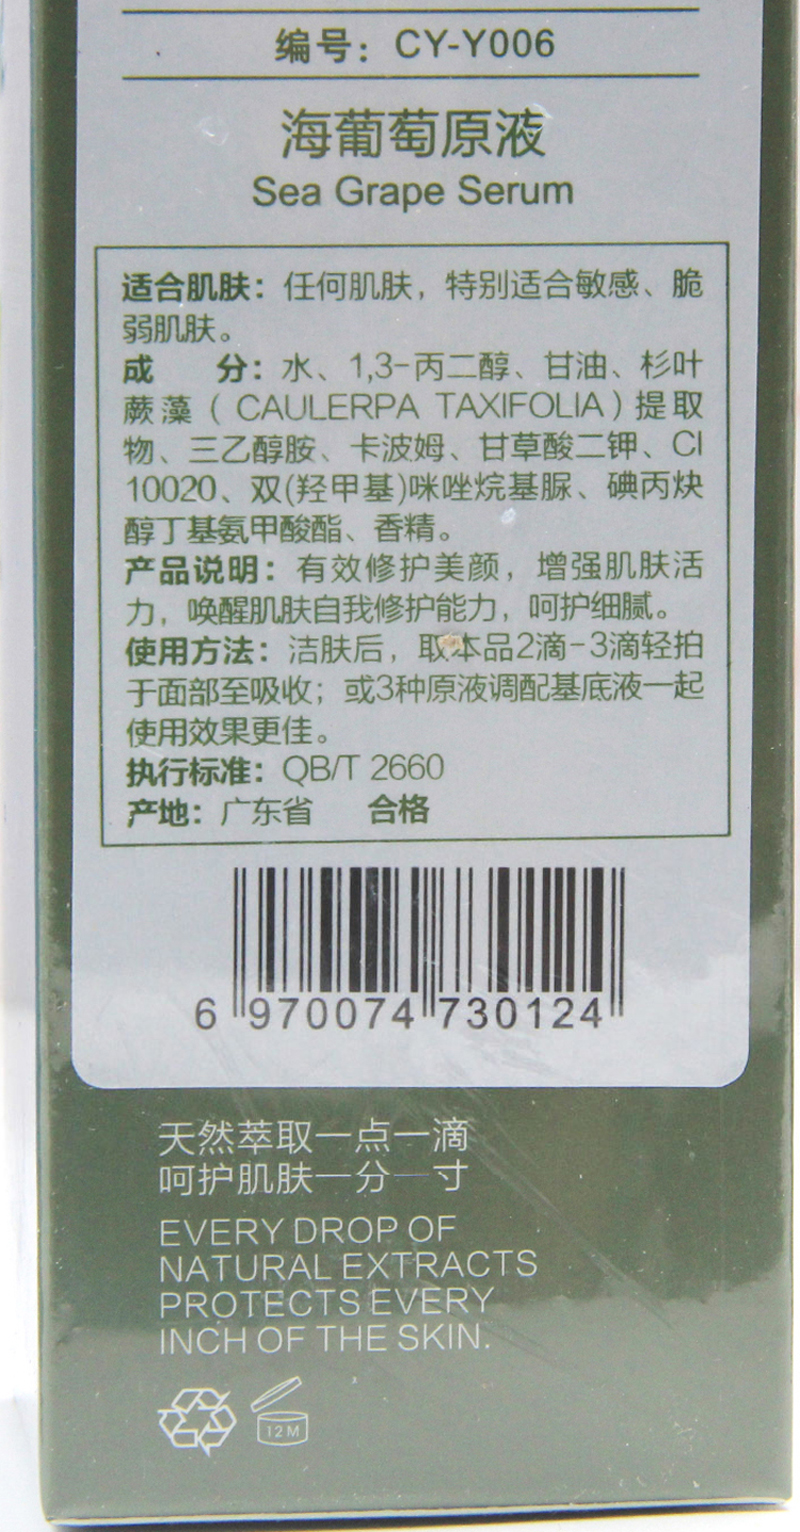 编号：CY-Y006
海葡萄原液
Sea Grape Serum
适合肌肤：任何肌肤，特别适合敏感、脆
弱肌肤。
成 分：水、1,3-丙二醇、甘油、杉叶
蕨藻（CAULERPA TAXIFOLIA）提取
物、三乙醇胺、卡波姆、甘草酸二钾、CI
10020、双(羟甲基)咪唑烷基脲、碘丙炔
醇丁基氨甲酸酯、香精。
产品说明：有效修护美颜，增强肌肤活
力，唤醒肌肤自我修护能力，呵护细腻。
使用方法：洁肤后，取本品2滴-3滴轻拍
于面部至吸收；或3种原液调配基底液一起
使用效果更佳。
执行标准：QB/T 2660
产地：广东省 合格
6 970074 730124
天然萃取一点一滴
呵护肌肤一分一寸
EVERY DROP OF
NATURAL EXTRACTS
PROTECTS EVERY
INCH OF THE SKIN.
12M